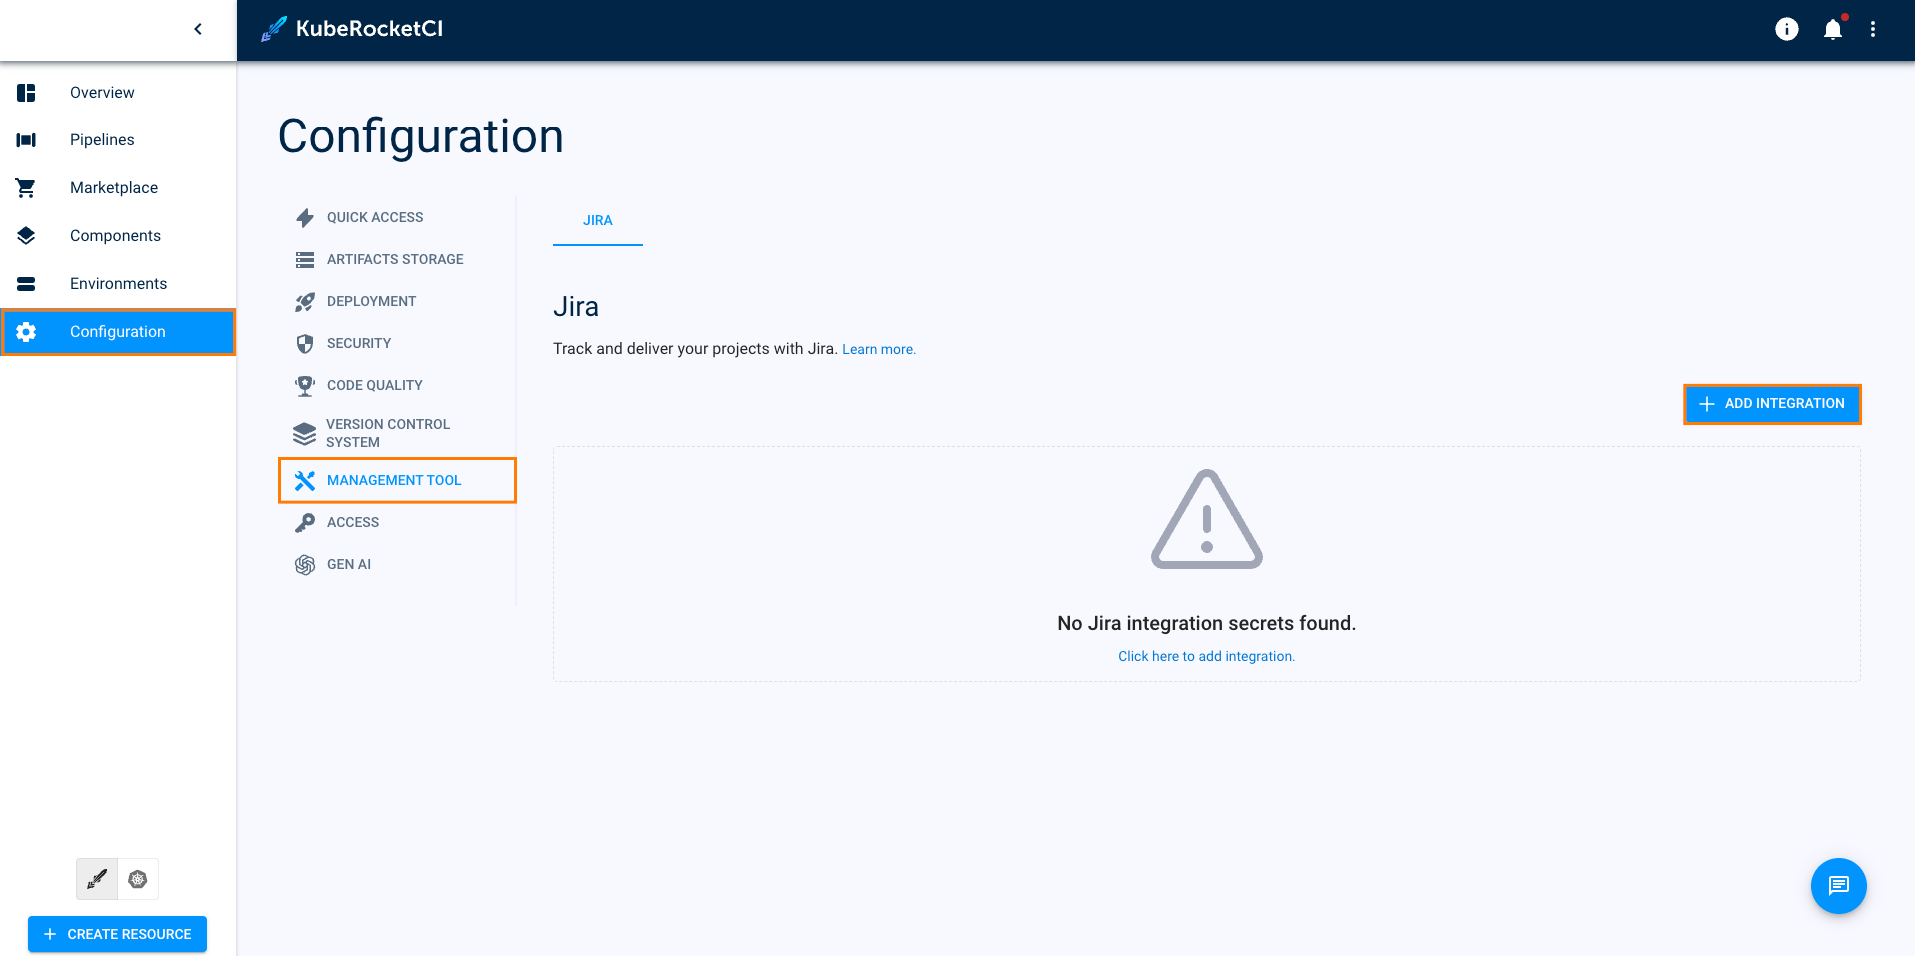 KubeRocketCI
Overview
Pipelines
Marketplace
Components
Environments
Configuration
CREATE RESOURCE
Configuration
QUICK ACCESS
ARTIFACTS STORAGE
DEPLOYMENT
SECURITY
CODE QUALITY
VERSION CONTROL
SYSTEM
MANAGEMENT TOOL
ACCESS
GEN AI
JIRA
Jira
Track and deliver your projects with Jira. Learn more.
ADD INTEGRATION
No Jira integration secrets found.
Click here to add integration.